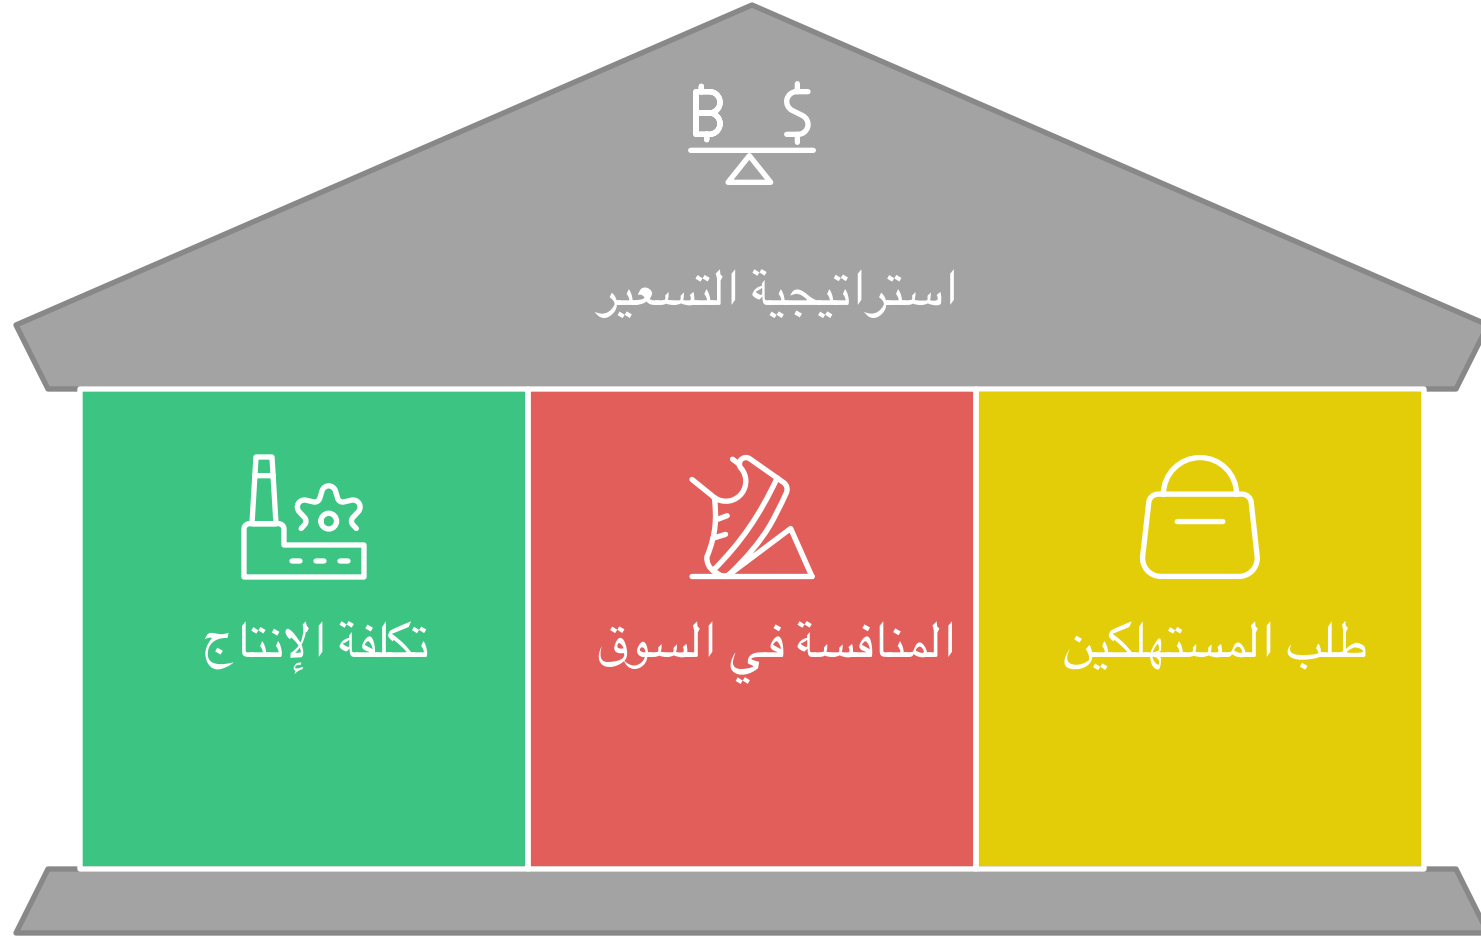 استراتيجية التسعير
طلب المستهلكين
المنافسة في السوق
تكلفة الإنتاج